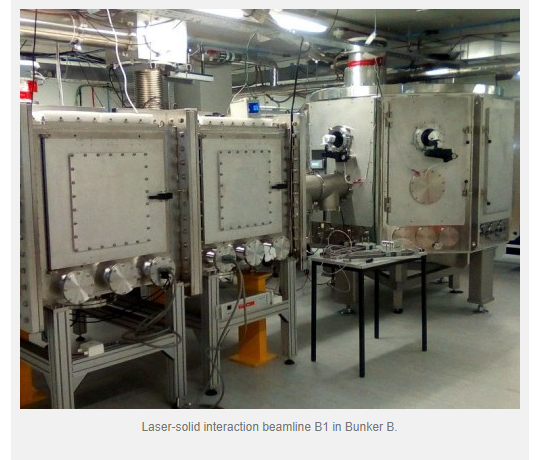 Laser-solid interaction beamline B1 in Bunker B.